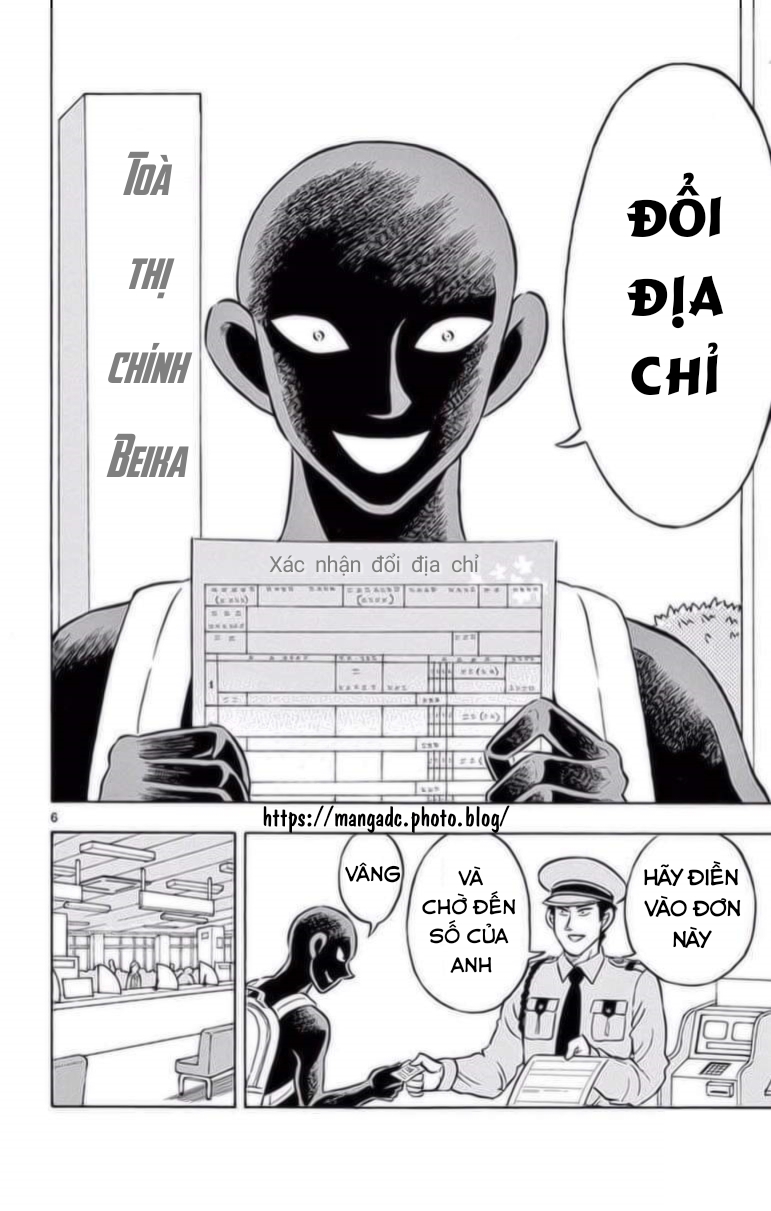 ĐỔI
ĐỊA
CHỈ
Toà
thị
chính
Beika
Xác nhận đổi địa chỉ
6
https://mangadc.photo.blog/
HÃY ĐIỀN
VÀO ĐƠN
NÀY
VÀ
CHỜ ĐẾN
SỐ CỦA
ANH
VÂNG